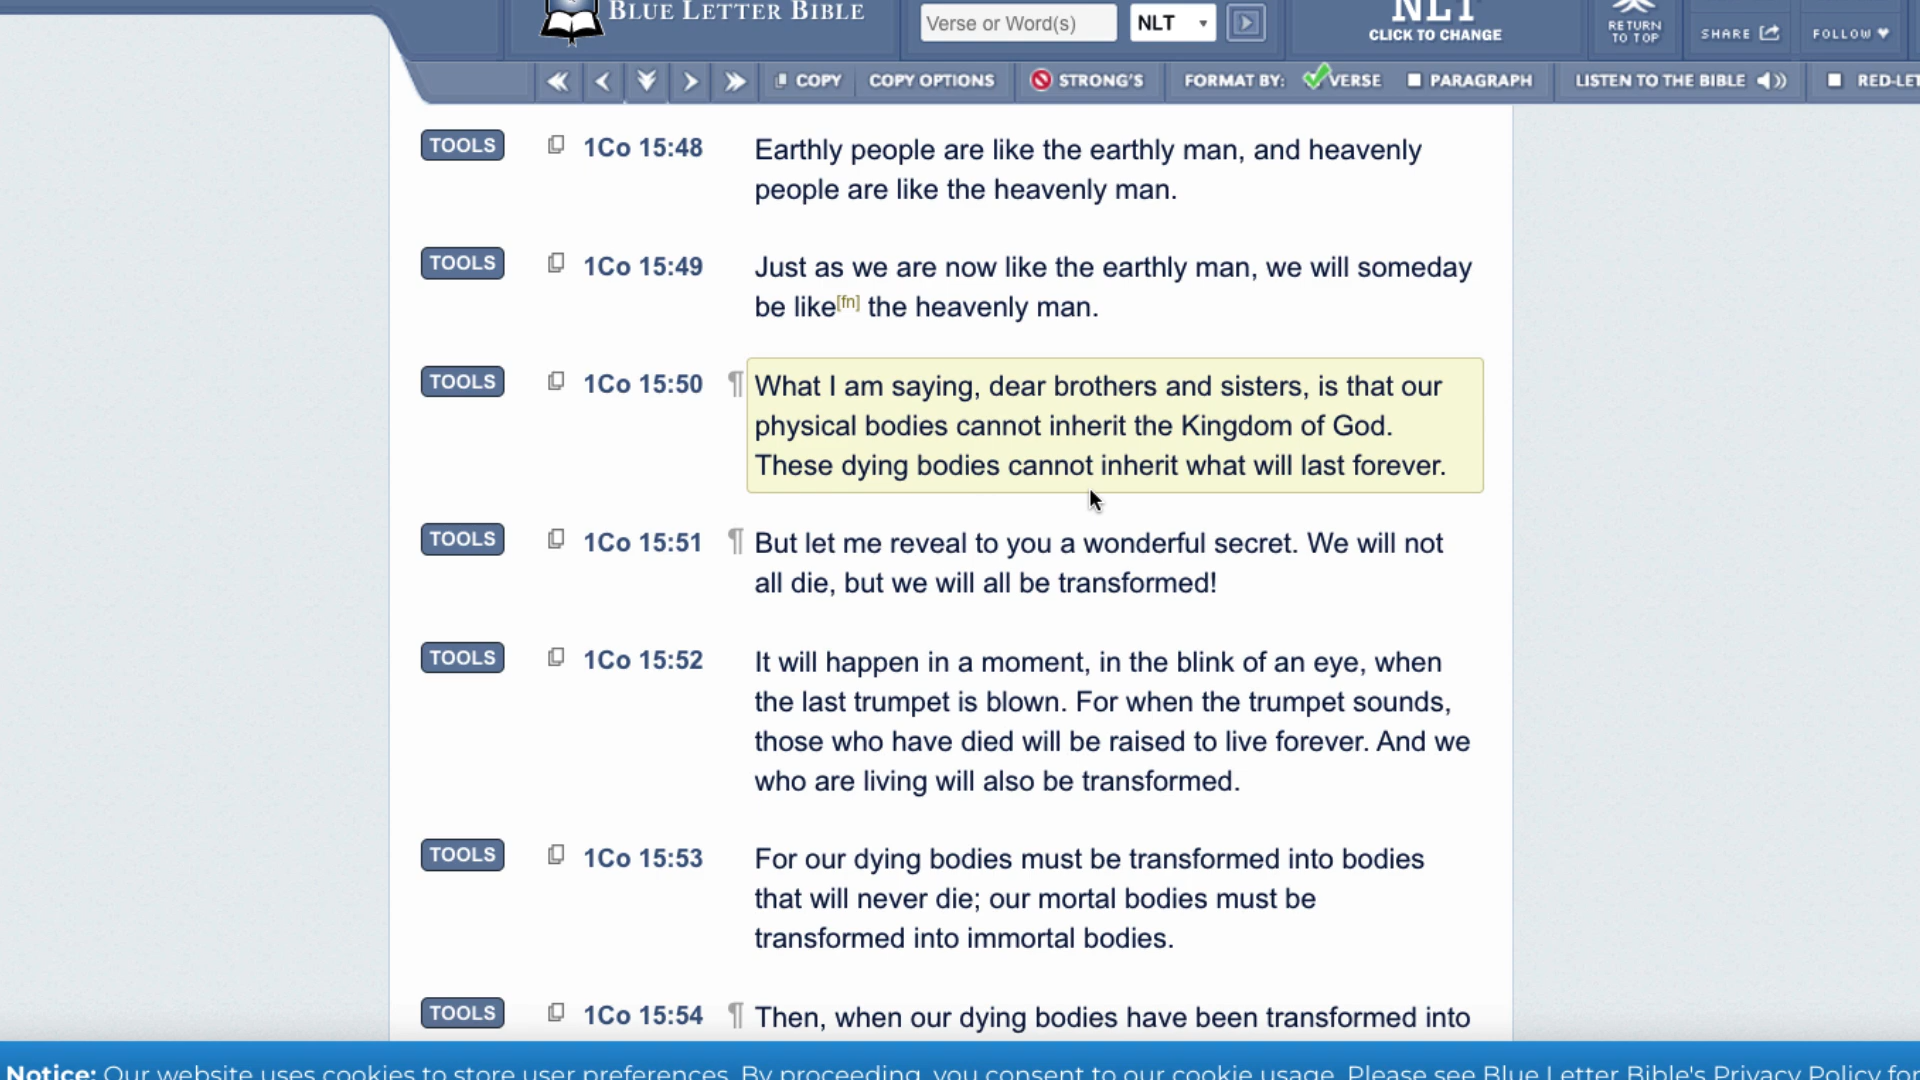 BLUE LETTER BIBLE
Verse or Word(s)
NLT
NLT
CLICK TO CHANGE
RETURN
TO TOP
SHARE
FOLLOW
COPY
COPY OPTIONS
STRONG'S
FORMAT BY:
VERSE
PARAGRAPH
LISTEN TO THE BIBLE
RED-LET
TOOLS 1Co 15:48 Earthly people are like the earthly man, and heavenly
people are like the heavenly man.
TOOLS 1Co 15:49 Just as we are now like the earthly man, we will someday
be like[fn] the heavenly man.
TOOLS 1Co 15:50 ¶ What I am saying, dear brothers and sisters, is that our
physical bodies cannot inherit the Kingdom of God.
These dying bodies cannot inherit what will last forever.
TOOLS 1Co 15:51 ¶ But let me reveal to you a wonderful secret. We will not
all die, but we will all be transformed!
TOOLS 1Co 15:52 It will happen in a moment, in the blink of an eye, when
the last trumpet is blown. For when the trumpet sounds,
those who have died will be raised to live forever. And we
who are living will also be transformed.
TOOLS 1Co 15:53 For our dying bodies must be transformed into bodies
that will never die; our mortal bodies must be
transformed into immortal bodies.
TOOLS 1Co 15:54 ¶ Then, when our dying bodies have been transformed into
Notice: Our website uses cookies to store user preferences. By proceeding, you consent to our cookie usage. Please see Blue Letter Bible's Privacy Policy for